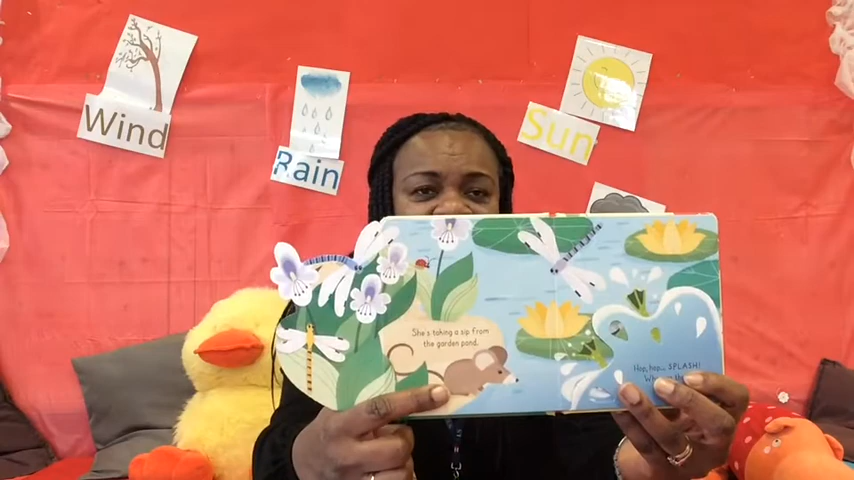 Wind
Rain
Sun
She's taking a sip from
the garden pond.
Hop, hop... SPLASH!